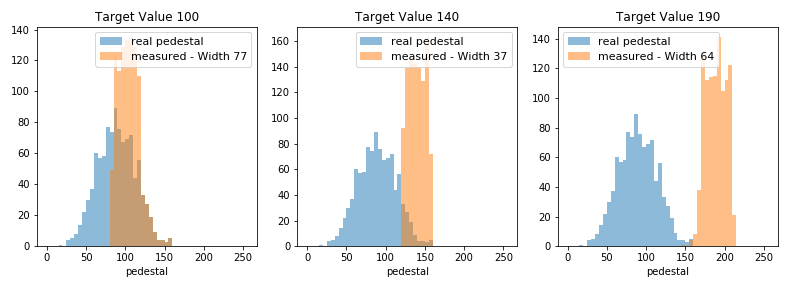 Target Value 100
real pedestal
measured - Width 77
140
120
100
80
60
40
20
0
0 50 100 150 200 250
pedestal
Target Value 140
real pedestal
measured - Width 37
160
140
120
100
80
60
40
20
0
0 50 100 150 200 250
pedestal
Target Value 190
real pedestal
measured - Width 64
140
120
100
80
60
40
20
0
0 50 100 150 200 250
pedestal